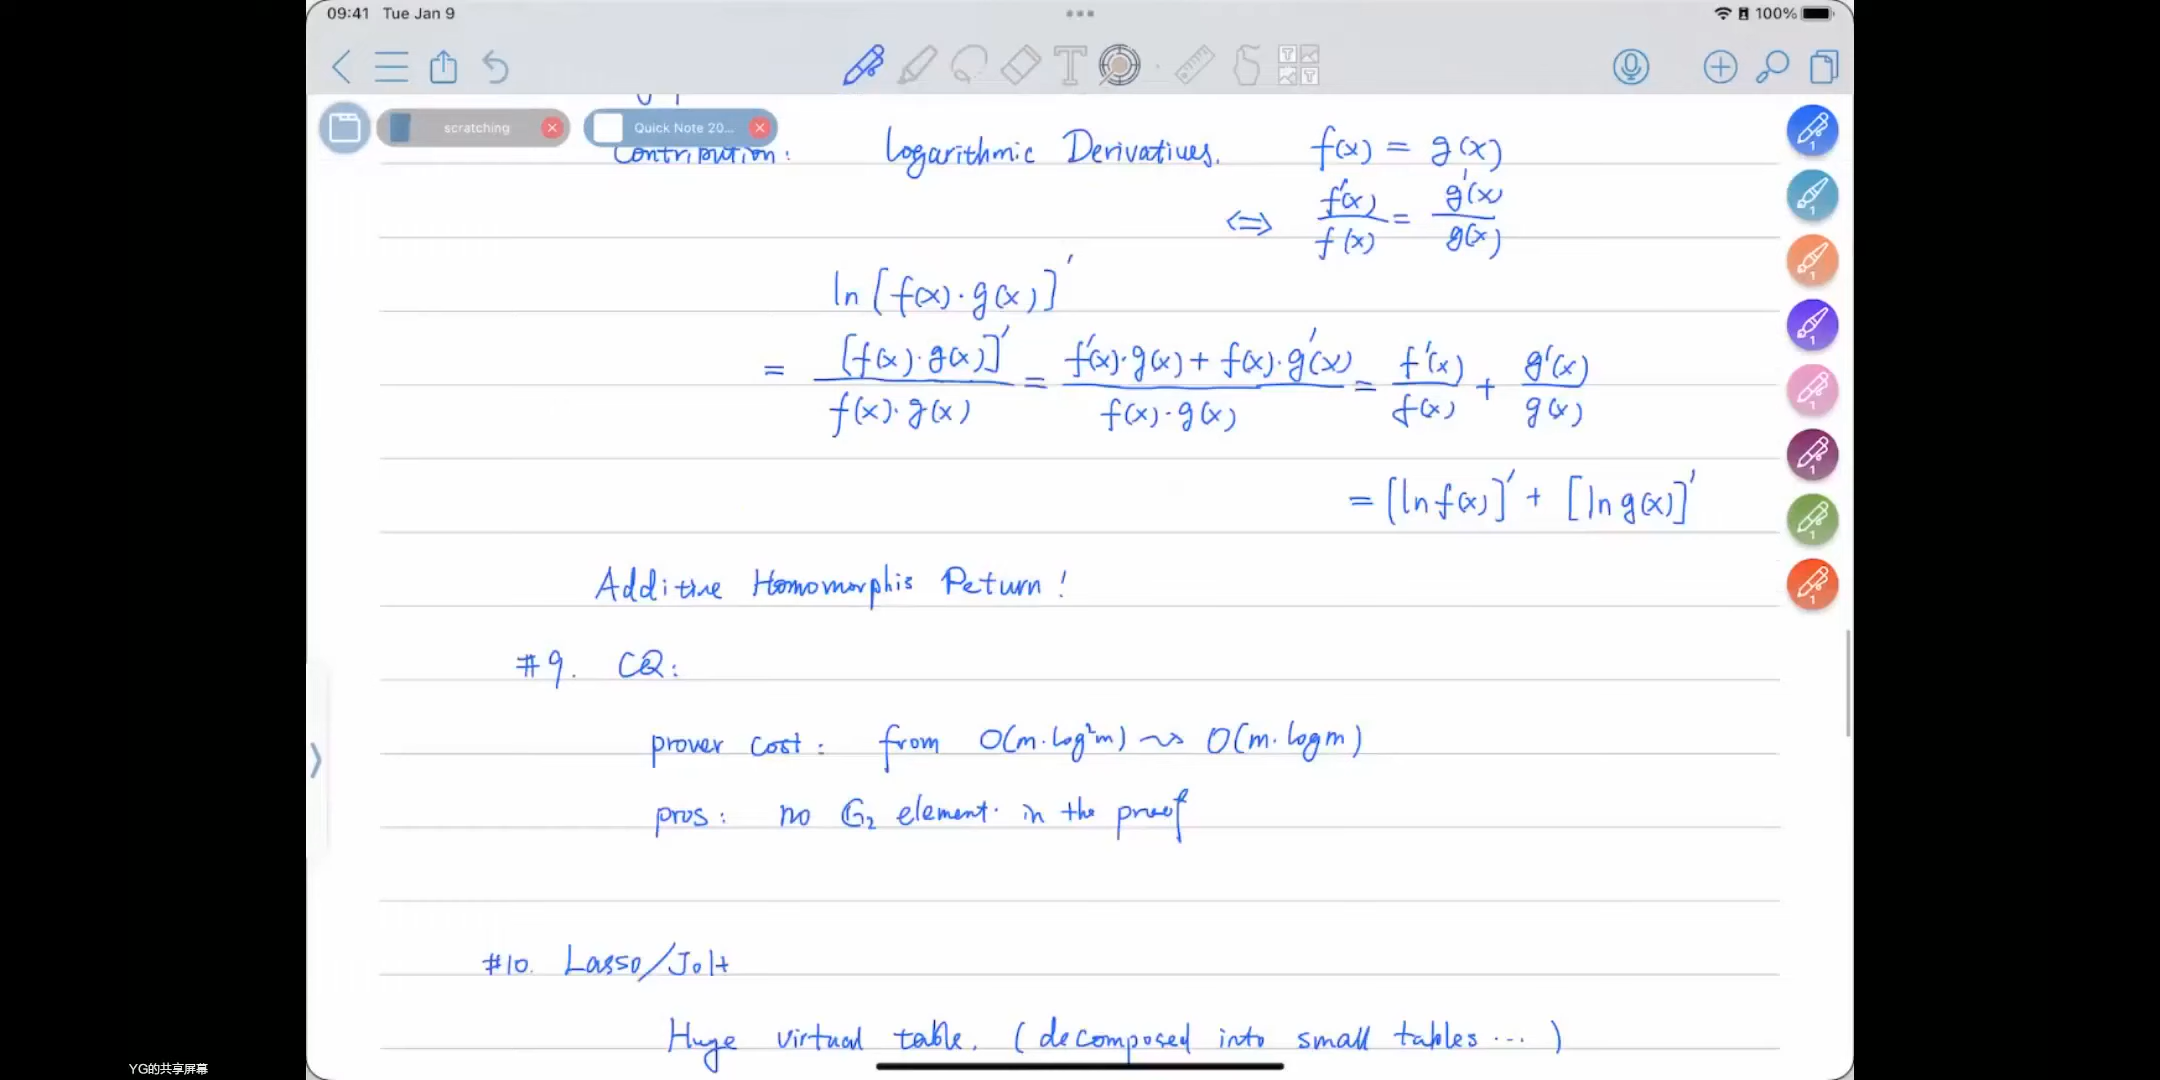 09:41 Tue Jan 9 100%
scratching Quick Note 20...
Contribution: Logarithmic Derivatives. f(x) = g(x)
⇔ f'(x)/f(x) = g'(x)/g(x)
ln [f(x)·g(x)]'
= [f(x)·g(x)]'/f(x)·g(x) = f'(x)·g(x) + f(x)·g'(x)/f(x)·g(x) = f'(x)/f(x) + g'(x)/g(x)
= [ln f(x)]' + [ln g(x)]'
Additive Homomorphis Return!
#9. CQ:
prover cost: from O(m·log²m) ⤳ O(m·logm)
pros: no G₂ element. in the proof
#10. Lasso/Jolt
Huge virtual table. (decomposed into small tables ...)
YG的共享屏幕